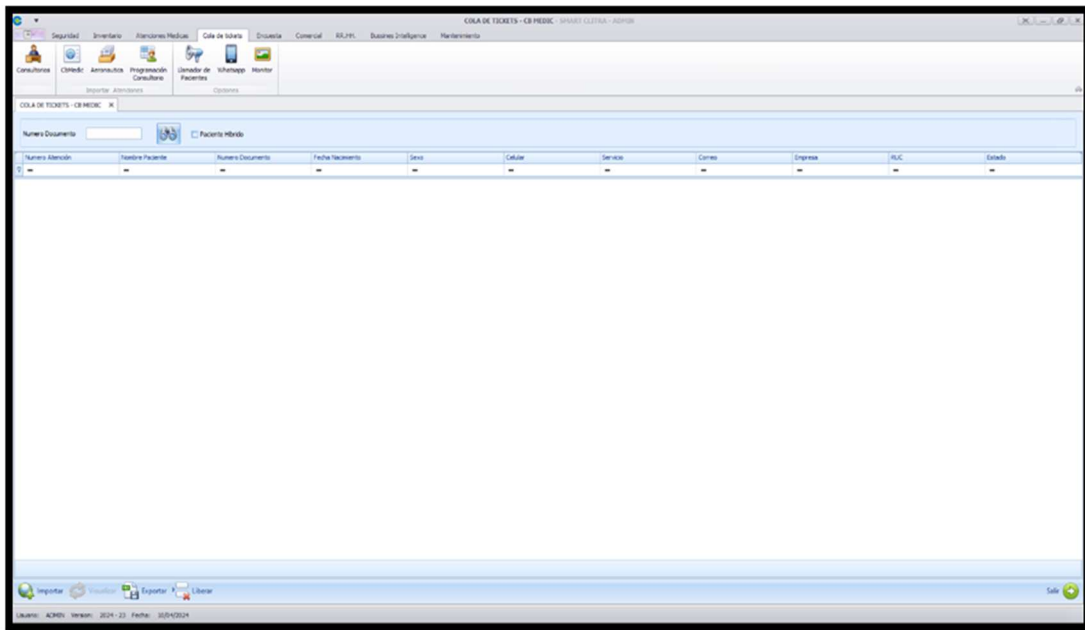 COLA DE TICKETS - CB MEDIC - SMART CLITRA - ADMIN
Seguridad Inventario Atenciones Medicas Cola de tickets Encuesta Comercial RR.HH. Bussines Inteligence Mantenimiento
Consultorios CbMedic Aeronautos Programación Consultorio Llamador de Pacientes Whatsapp Monitor
Importar Atenciones Opciones
COLA DE TICKETS - CB MEDIC
Numero Documento Paciente Hibrido
Numero Atención Nombre Paciente Numero Documento Fecha Nacimiento Sexo Celular Servicio Correo Empresa RUC Estado
Importar Visualizar Exportar Liberar Salir
Usuario: ADMIN Version: 2024 - 23 Fecha: 10/04/2024